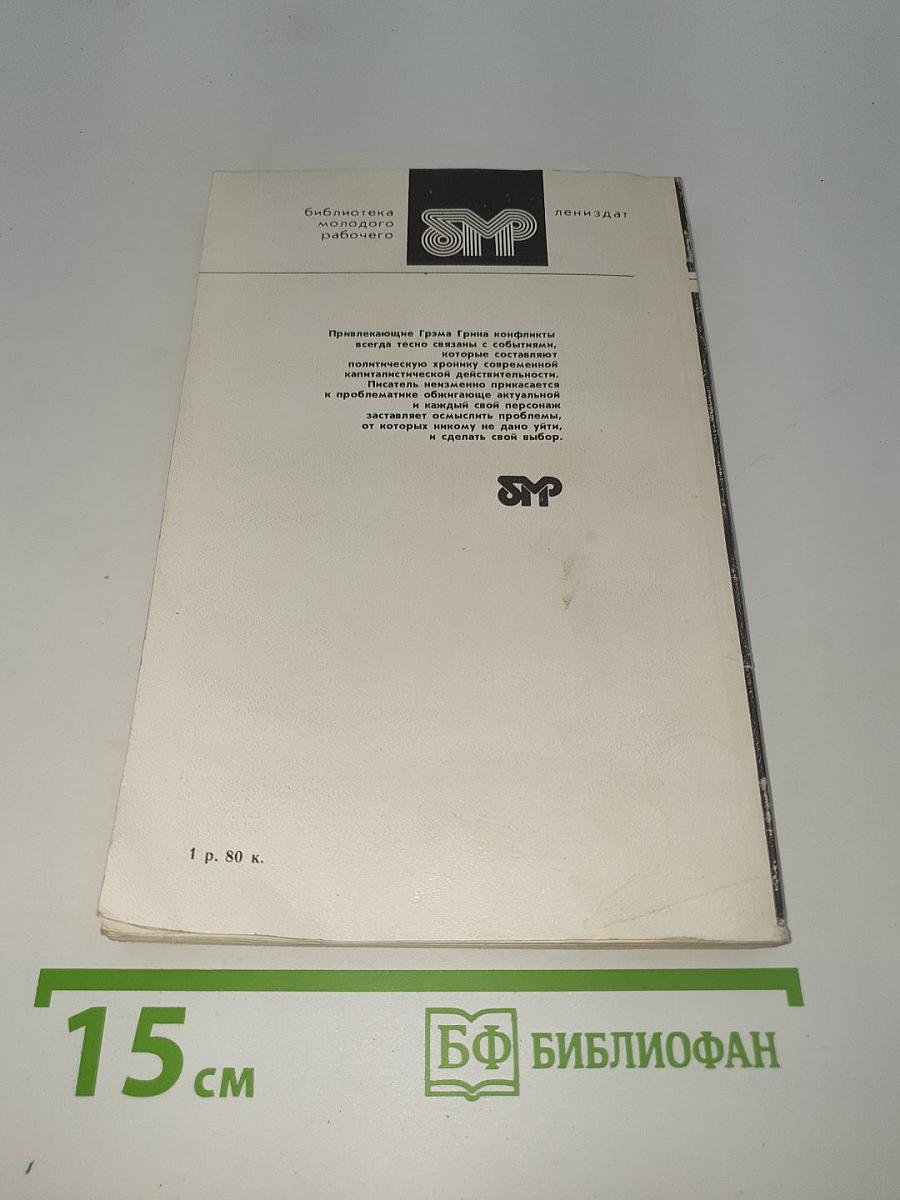 библиотека
молодого
рабочего
БМР
лениздат
Привлекающие Грэма Грина конфликты
всегда тесно связаны с событиями,
которые составляют
политическую хронику современной
капиталистической действительности.
Писатель неизменно прикасается
к проблематике обжигающе актуальной
и каждый свой персонаж
заставляет осмыслить проблемы,
от которых никому не дано уйти,
и сделать свой выбор.
БМР
1 р. 80 к.
15 см
БФ БИБЛИОФАН